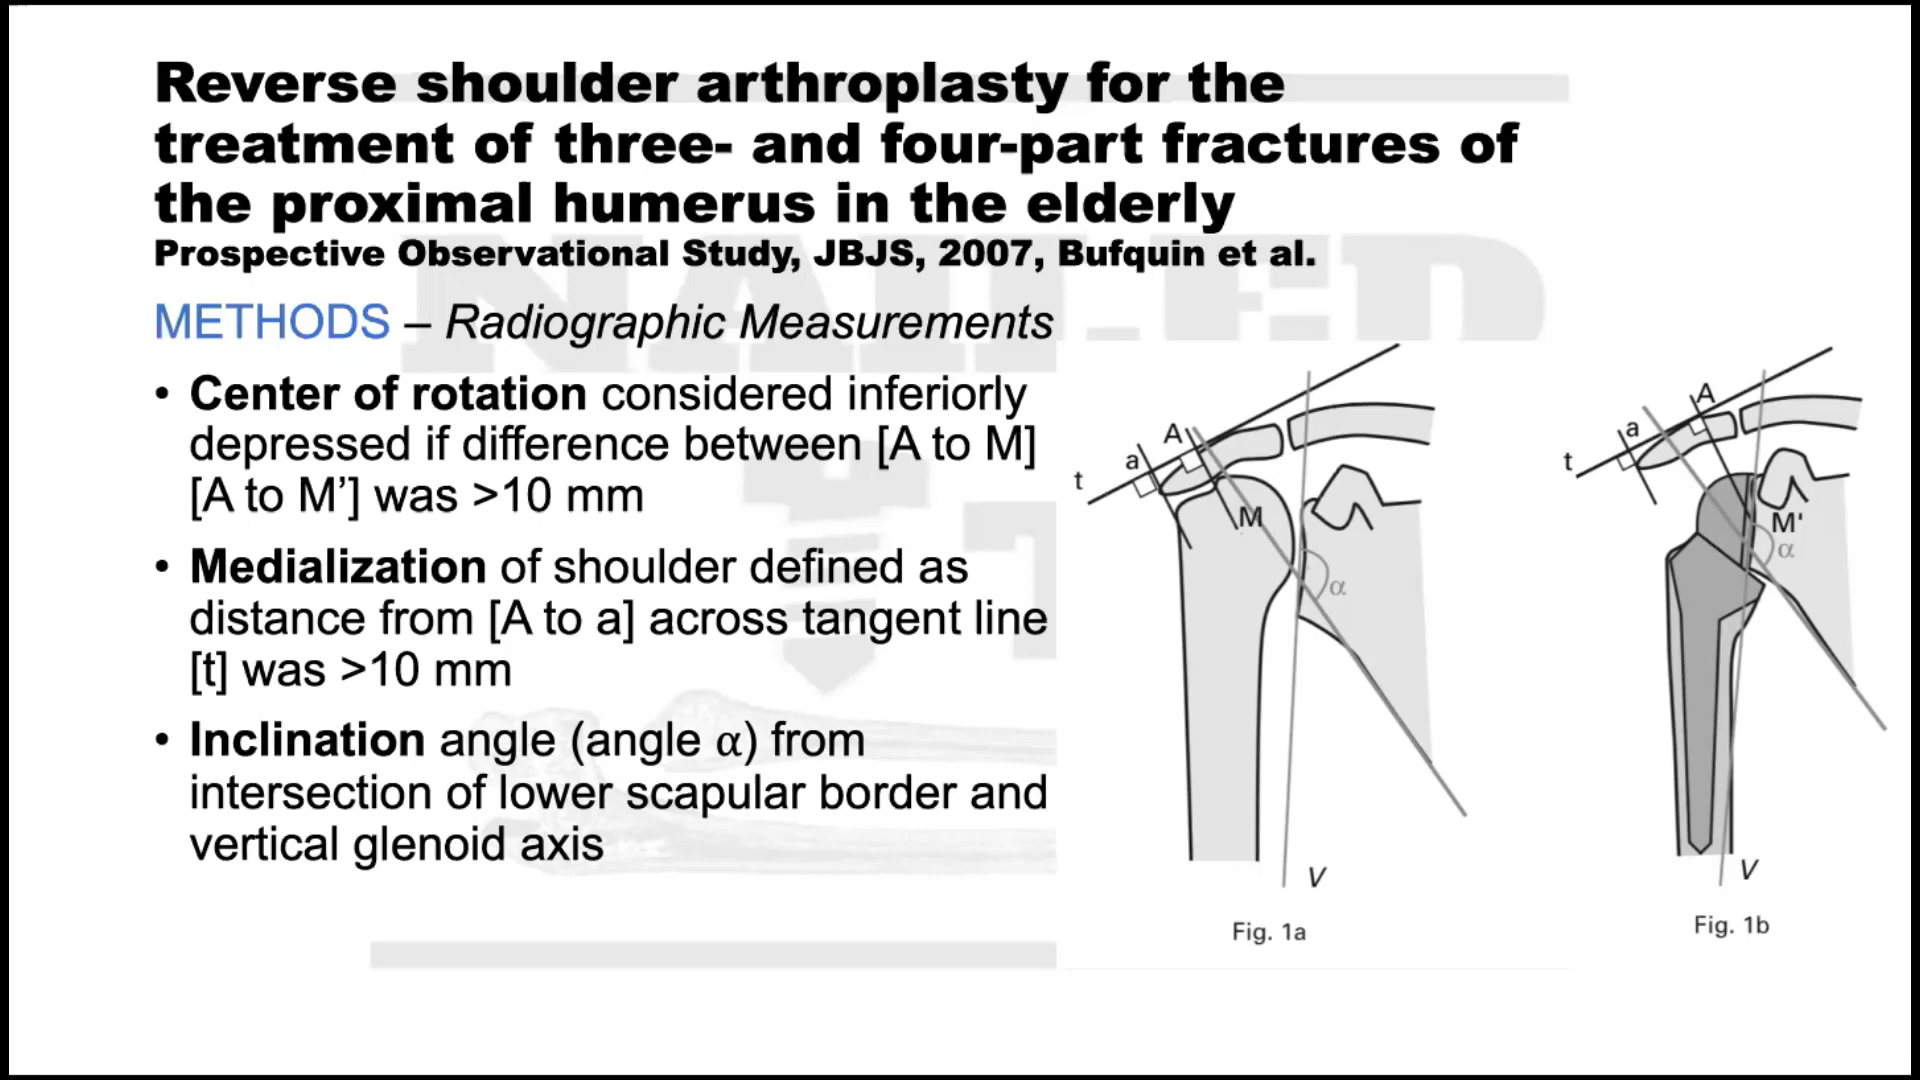 Reverse shoulder arthroplasty for the
treatment of three- and four-part fractures of
the proximal humerus in the elderly
Prospective Observational Study, JBJS, 2007, Bufquin et al.
METHODS – Radiographic Measurements
• Center of rotation considered inferiorly
depressed if difference between [A to M]
[A to M’] was >10 mm
• Medialization of shoulder defined as
distance from [A to a] across tangent line
[t] was >10 mm
• Inclination angle (angle α) from
intersection of lower scapular border and
vertical glenoid axis
t
a
A
M
α
V
Fig. 1a
t
a
A
M'
α
V
Fig. 1b
NAILED
IT